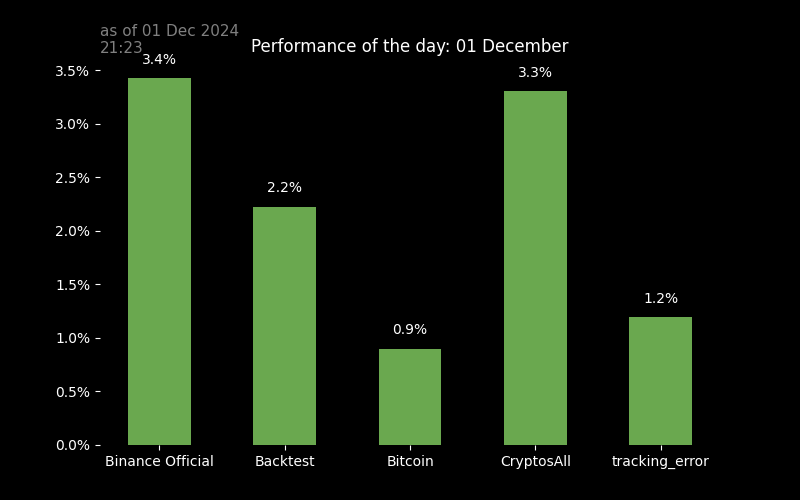 as of 01 Dec 2024
21:23
Performance of the day: 01 December
3.5%
3.0%
2.5%
2.0%
1.5%
1.0%
0.5%
0.0%
3.4%
2.2%
0.9%
3.3%
1.2%
Binance Official
Backtest
Bitcoin
CryptosAll
tracking_error